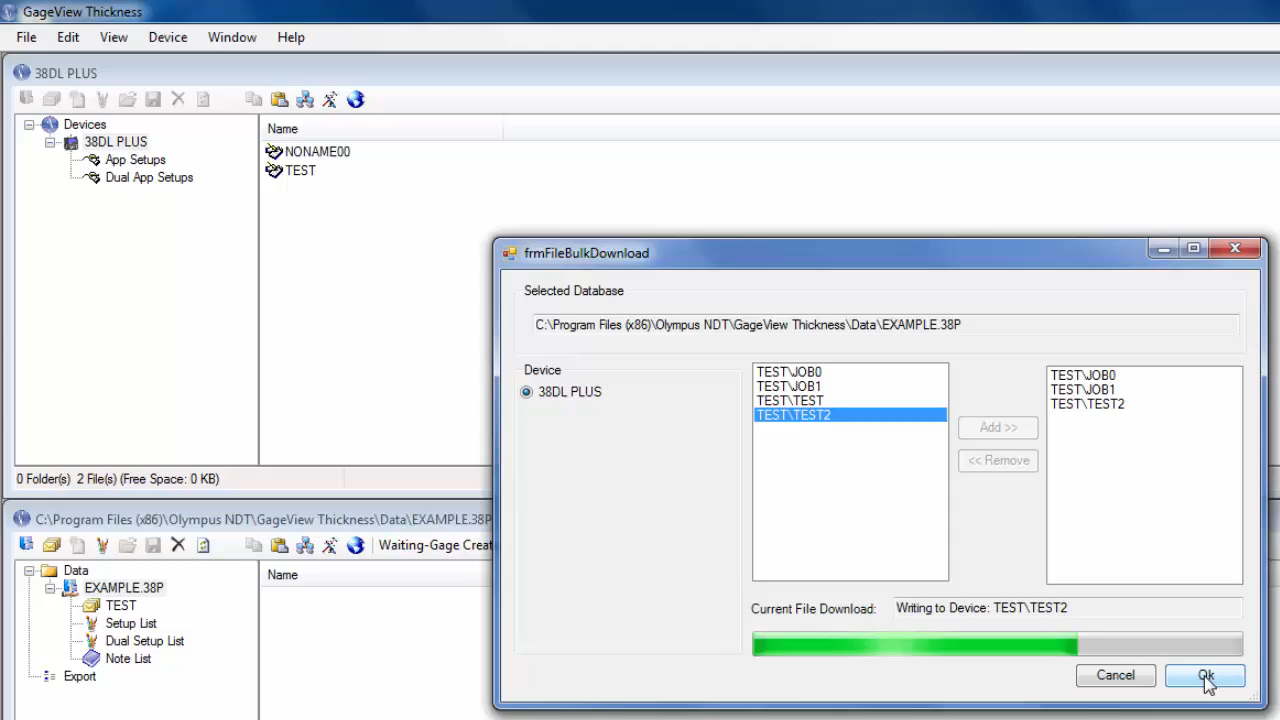 GageView Thickness
File Edit View Device Window Help
38DL PLUS
Devices
38DL PLUS
App Setups
Dual App Setups
Name
NONAME00
TEST
0 Folder(s) 2 File(s) (Free Space: 0 KB)
C:\Program Files (x86)\Olympus NDT\GageView Thickness\Data\EXAMPLE.38P
Waiting-Gage Creat
Data
EXAMPLE.38P
TEST
Setup List
Dual Setup List
Note List
Export
Name
frmFileBulkDownload
Selected Database
C:\Program Files (x86)\Olympus NDT\GageView Thickness\Data\EXAMPLE.38P
Device
38DL PLUS
TEST\JOB0
TEST\JOB1
TEST\TEST
TEST\TEST2
Add >>
<< Remove
TEST\JOB0
TEST\JOB1
TEST\TEST2
Current File Download: Writing to Device: TEST\TEST2
Cancel Ok